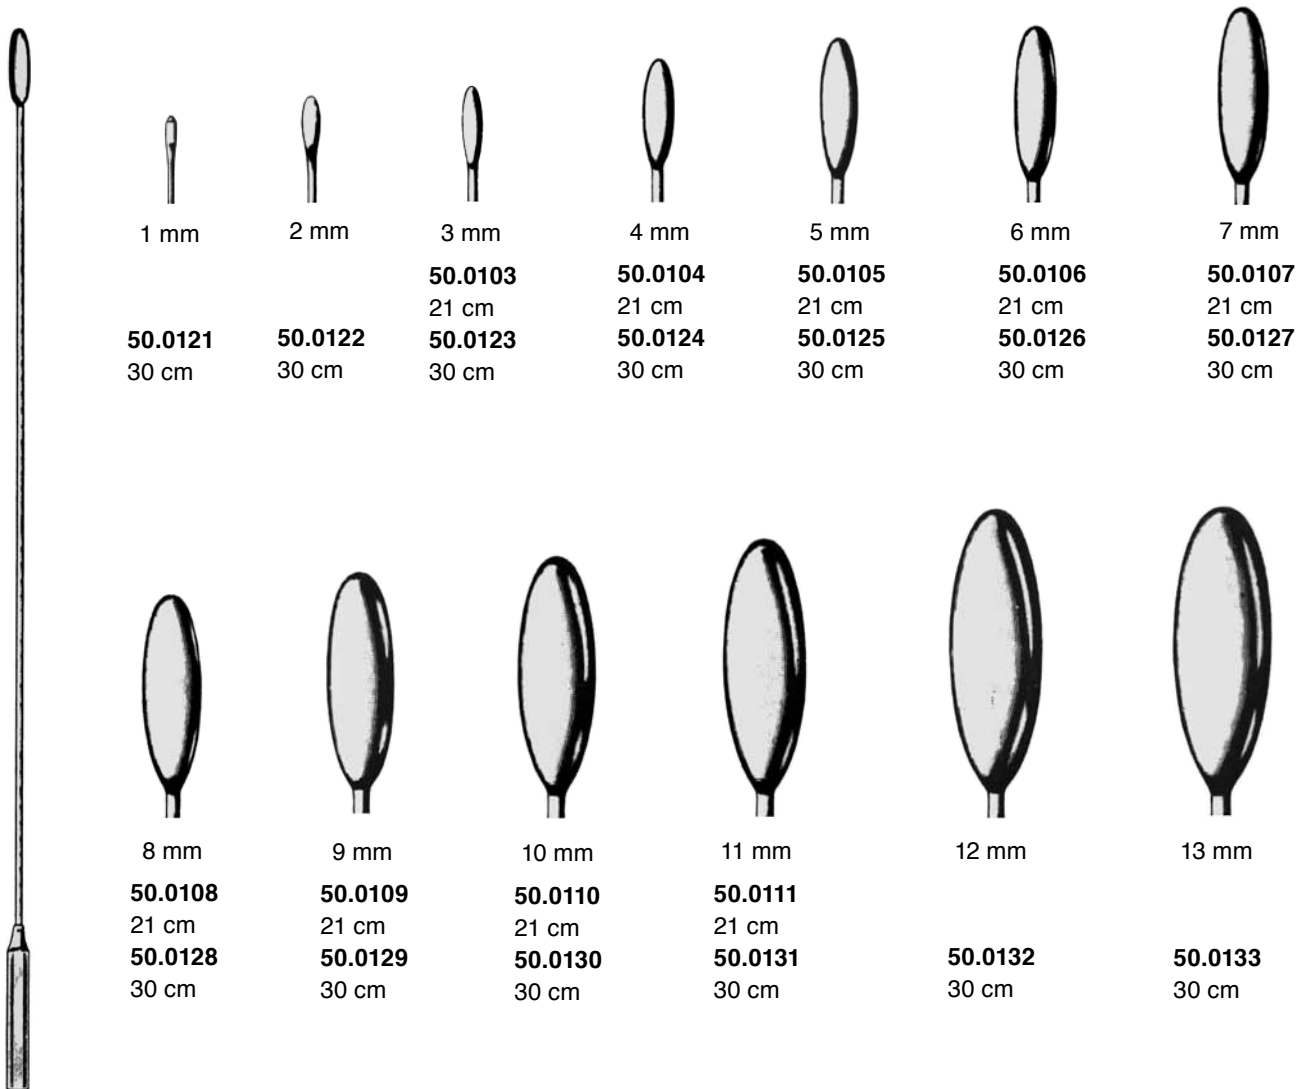 1 mm 2 mm 3 mm 4 mm 5 mm 6 mm 7 mm
50.0103 50.0104 50.0105 50.0106 50.0107
21 cm 21 cm 21 cm 21 cm 21 cm
50.0121 50.0122 50.0123 50.0124 50.0125 50.0126 50.0127
30 cm 30 cm 30 cm 30 cm 30 cm 30 cm 30 cm
8 mm 9 mm 10 mm 11 mm 12 mm 13 mm
50.0108 50.0109 50.0110 50.0111
21 cm 21 cm 21 cm 21 cm
50.0128 50.0129 50.0130 50.0131 50.0132 50.0133
30 cm 30 cm 30 cm 30 cm 30 cm 30 cm